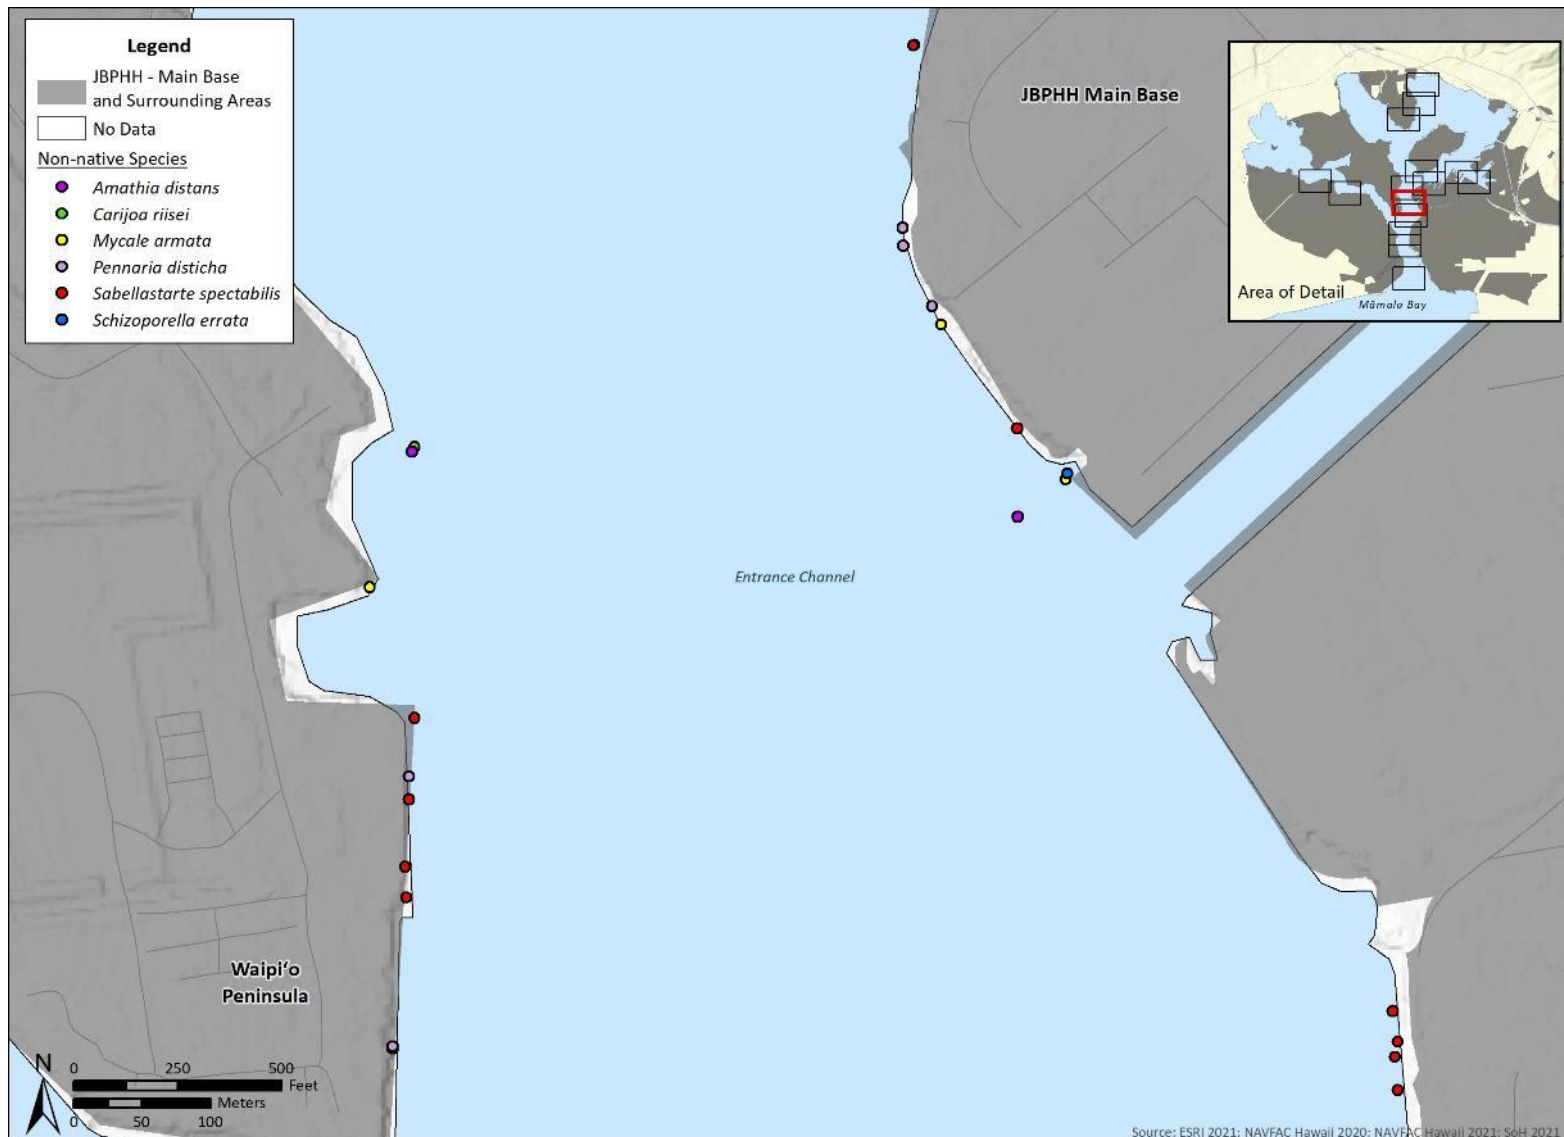 Legend
JBPHH - Main Base
and Surrounding Areas
No Data
Non-native Species
Amathia distans
Carijoa riisei
Mycale armata
Pennaria disticha
Sabellastarte spectabilis
Schizoporella errata
JBPHH Main Base
Area of Detail
Māmala Bay
Entrance Channel
Waipi‘o
Peninsula
N
0 250 500
Feet
Meters
0 50 100
Source: ESRI 2021; NAVFAC Hawaii 2020; NAVFAC Hawaii 2021; SoH 2021